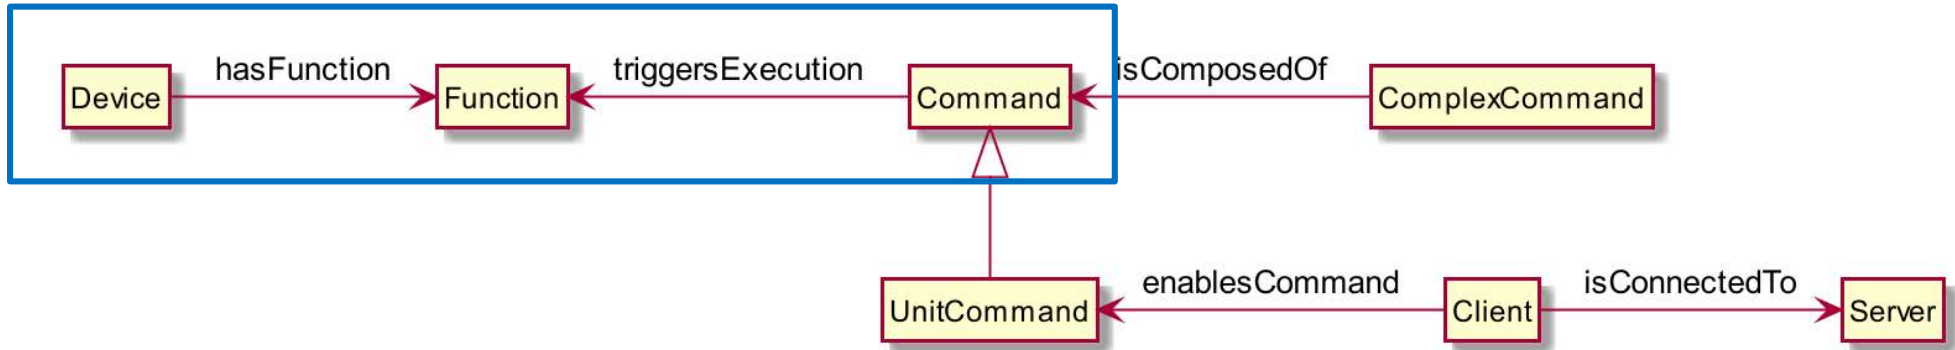 hasFunction
triggersExecution
isComposedOf
Device
Function
Command
ComplexCommand
enablesCommand
isConnectedTo
UnitCommand
Client
Server